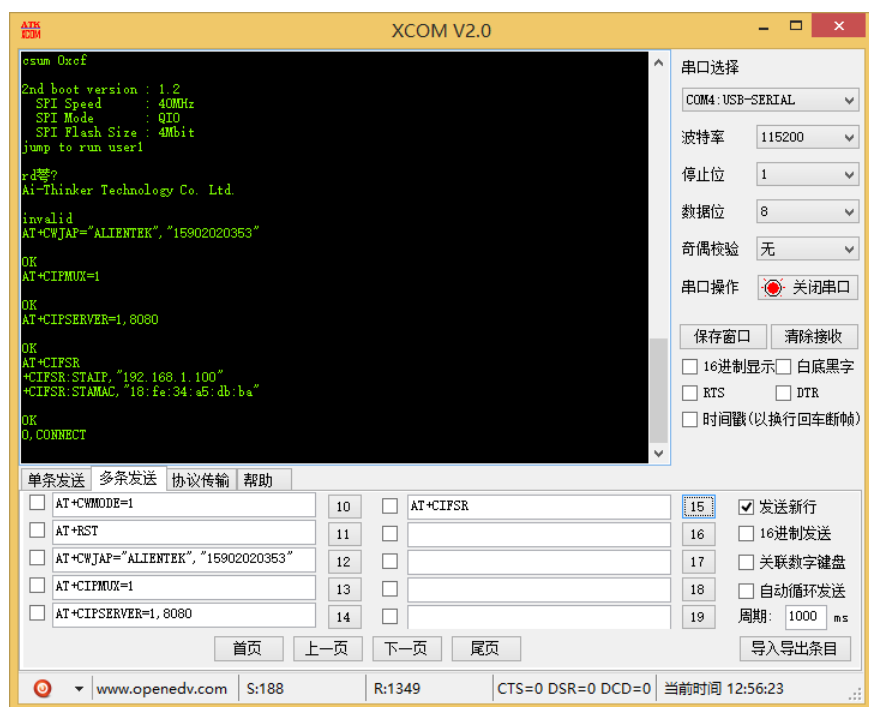 ATK
XCOM
XCOM V2.0
csum 0xcf
2nd boot version : 1.2
SPI Speed : 40MHz
SPI Mode : QIO
SPI Flash Size : 4Mbit
jump to run user1
Ai-Thinker Technology Co. Ltd.
invalid
AT+CWJAP="ALIENTEK","15902020353"
OK
AT+CIPMUX=1
OK
AT+CIPSERVER=1,8080
OK
AT+CIFSR
+CIFSR:STAIP,"192.168.1.100"
+CIFSR:STAMAC,"18:fe:34:a5:db:ba"
OK
0,CONNECT
串口选择
COM4:USB-SERIAL
波特率 115200
停止位 1
数据位 8
奇偶校验 无
串口操作 关闭串口
保存窗口 清除接收
16进制显示 白底黑字
RTS DTR
时间戳(以换行回车断帧)
单条发送 多条发送 协议传输 帮助
AT+CWMODE=1 10 AT+CIFSR 15 发送新行
AT+RST 11 16 16进制发送
AT+CWJAP="ALIENTEK","15902020353" 12 17 关联数字键盘
AT+CIPMUX=1 13 18 自动循环发送
AT+CIPSERVER=1,8080 14 19 周期: 1000 ms
首页 上一页 下一页 尾页 导入导出条目
www.openedv.com S:188 R:1349 CTS=0 DSR=0 DCD=0 当前时间 12:56:23